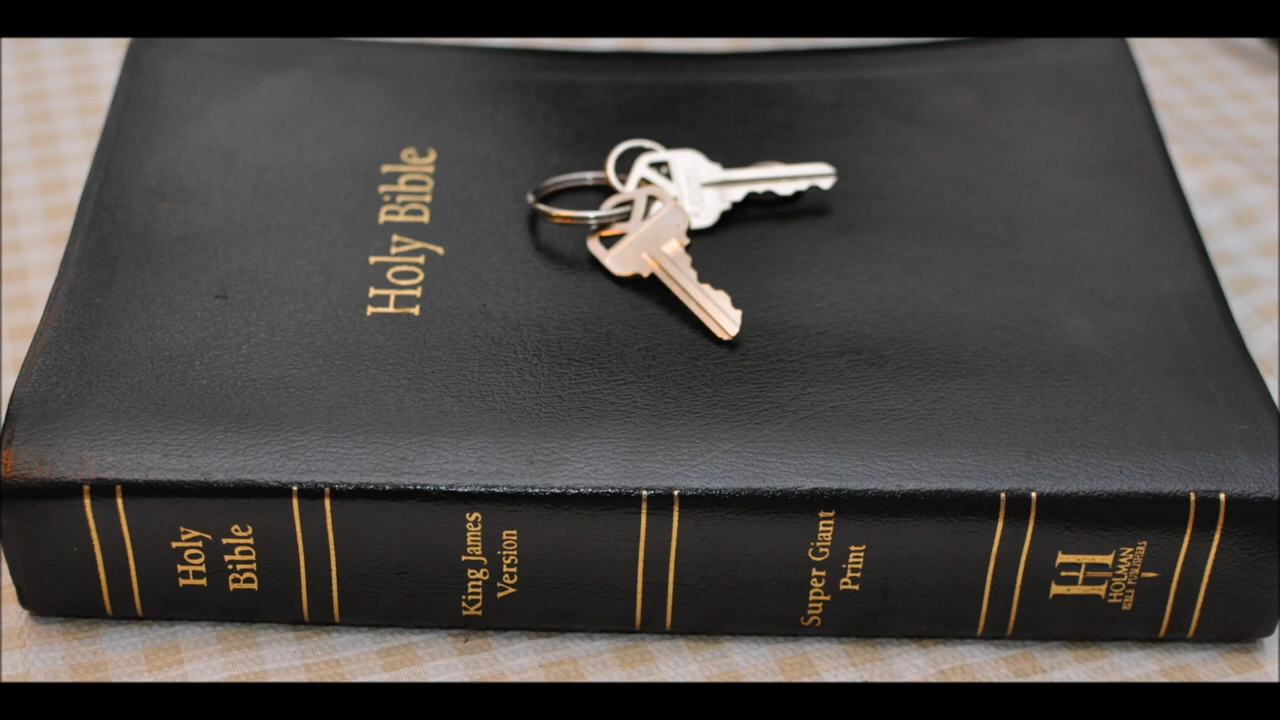 Holy Bible
Holy
Bible
King James
Version
Super Giant
Print
HOLMAN
BIBLE PUBLISHERS